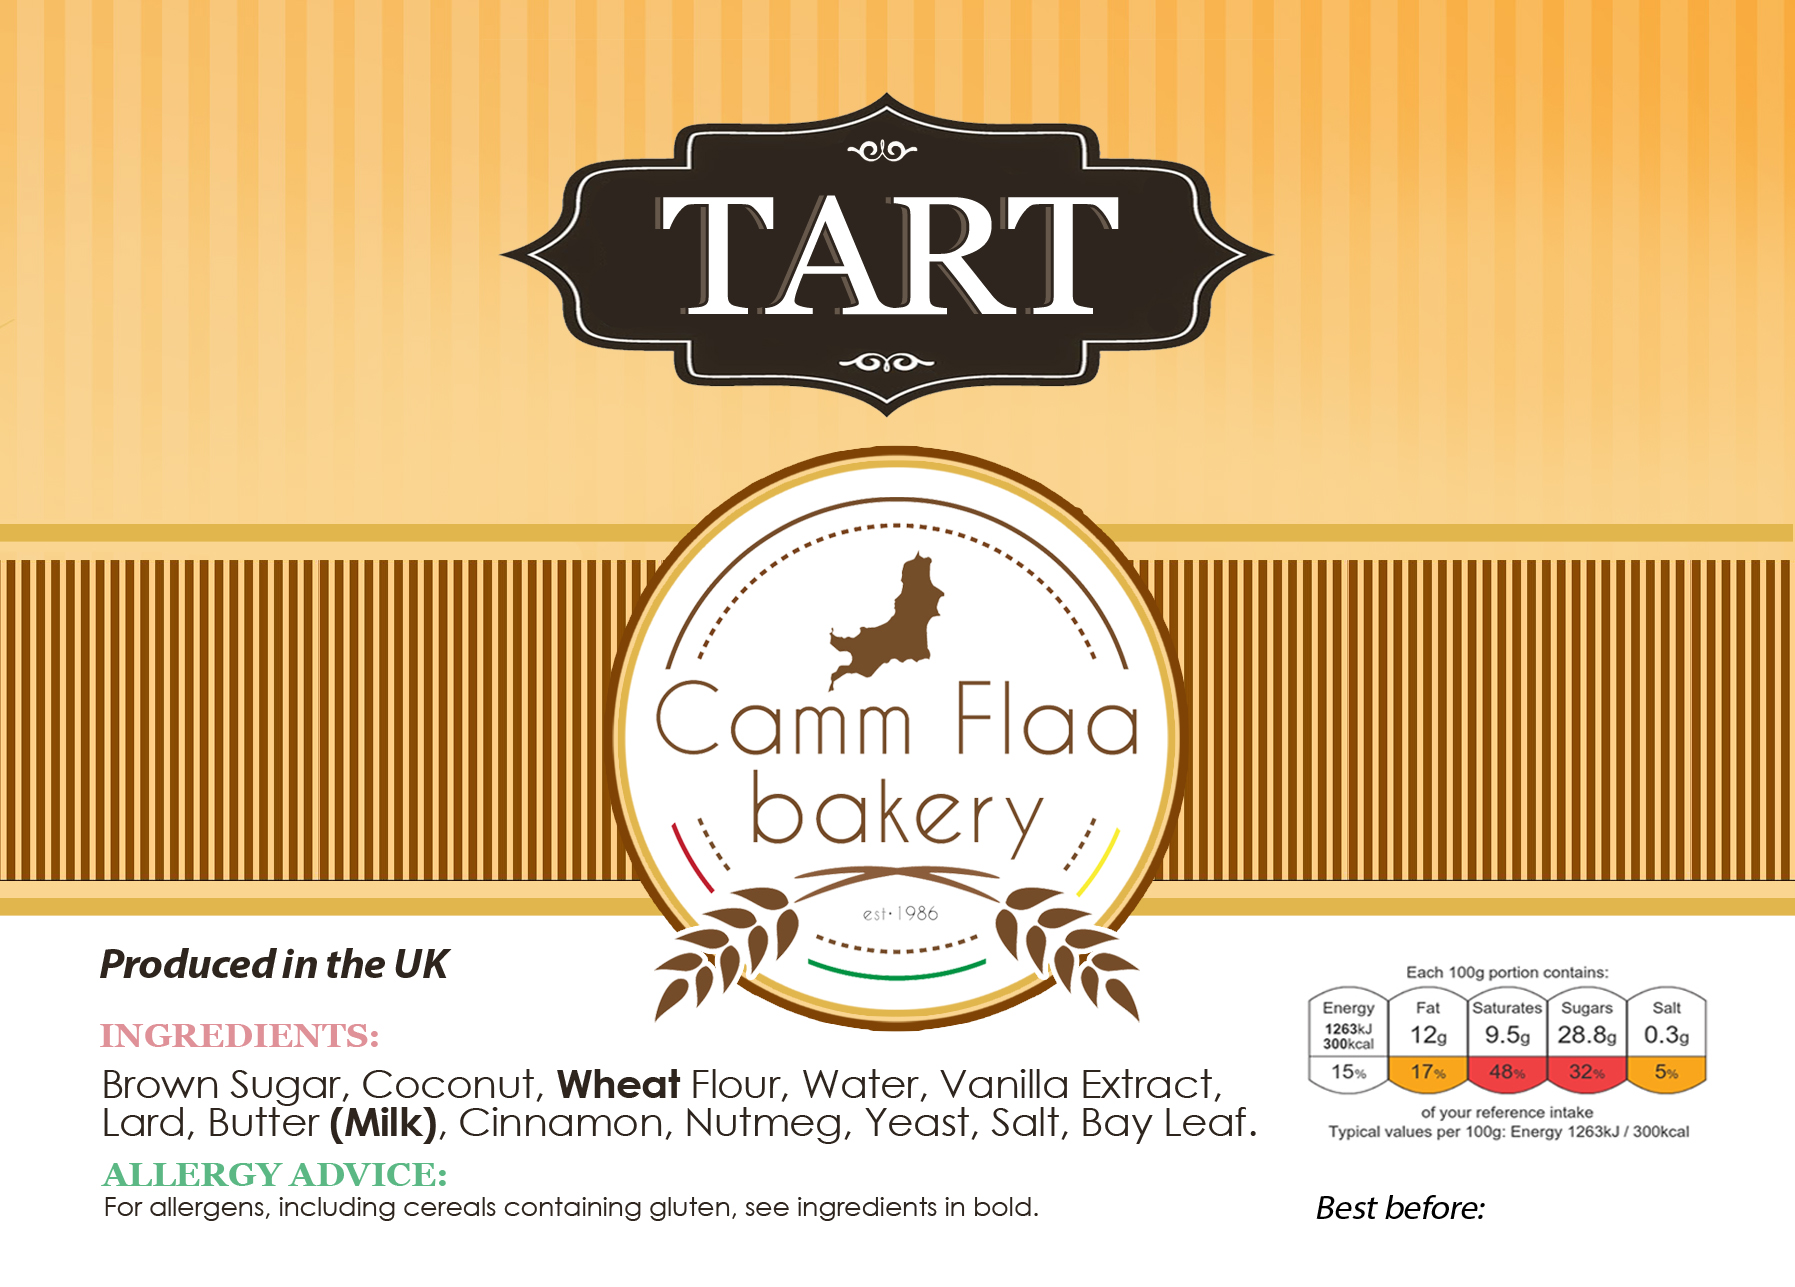 TART
Camm Flaa
bakery
est·1986
Produced in the UK
INGREDIENTS:
Brown Sugar, Coconut, Wheat Flour, Water, Vanilla Extract,
Lard, Butter (Milk), Cinnamon, Nutmeg, Yeast, Salt, Bay Leaf.
ALLERGY ADVICE:
For allergens, including cereals containing gluten, see ingredients in bold.
Each 100g portion contains:
Energy Fat Saturates Sugars Salt
1263kJ 300kcal 12g 9.5g 28.8g 0.3g
15% 17% 48% 32% 5%
of your reference intake
Typical values per 100g: Energy 1263kJ / 300kcal
Best before: